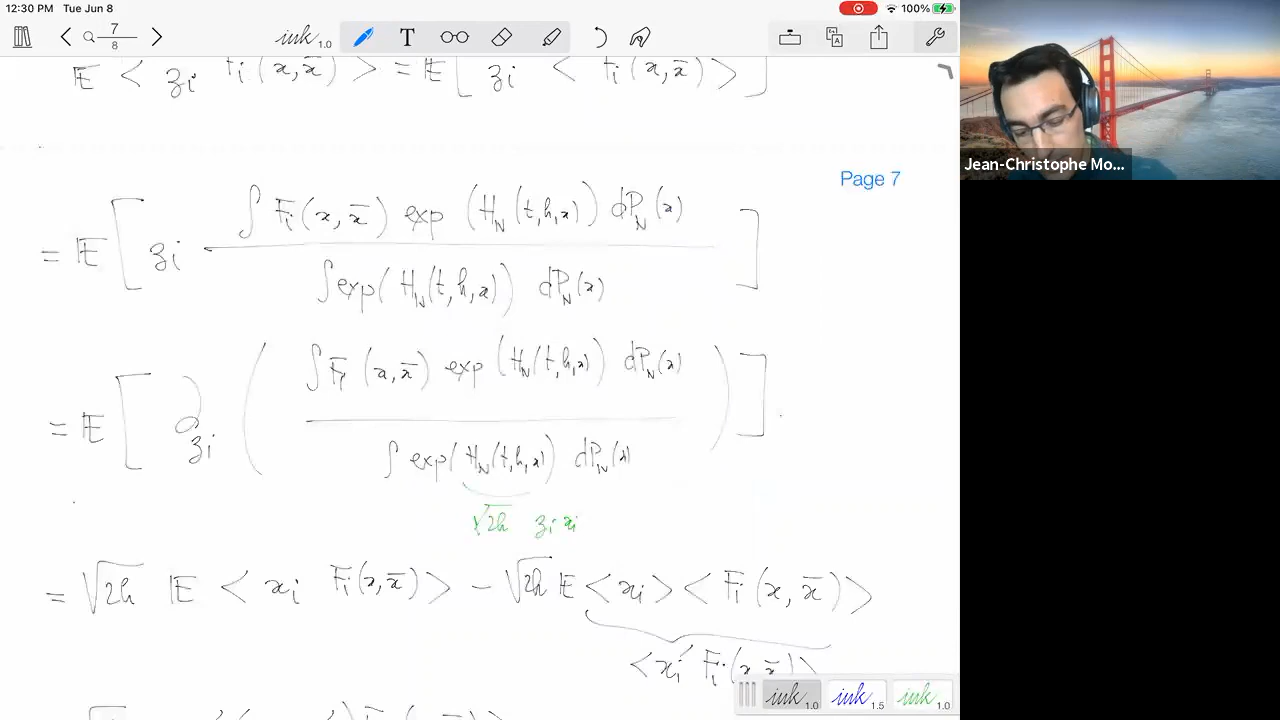 12:30 PM Tue Jun 8
100%
7
8
ink 1.0
T
A
𝔼 < z_i F_i(x, x̄) > = 𝔼[ z_i < F_i(x, x̄) > ]
Page 7
= 𝔼 [ z_i ∫ F_i(x, x̄) exp (H_N(t,h,x)) dP_N(x)
∫ exp(H_N(t,h,x)) dP_N(x) ]
= 𝔼 [ ∂_{z_i} ( ∫ F_i(x, x̄) exp (H_N(t,h,x)) dP_N(x)
∫ exp(H_N(t,h,x)) dP_N(x) ) ].
√2h z_i x_i
= √2h 𝔼 < x_i F_i(x, x̄) > − √2h 𝔼 < x_i > < F_i(x, x̄) >
< x_i' F_i(x, x̄) >
ink 1.0 ink 1.5 ink 1.0
Jean-Christophe Mo...